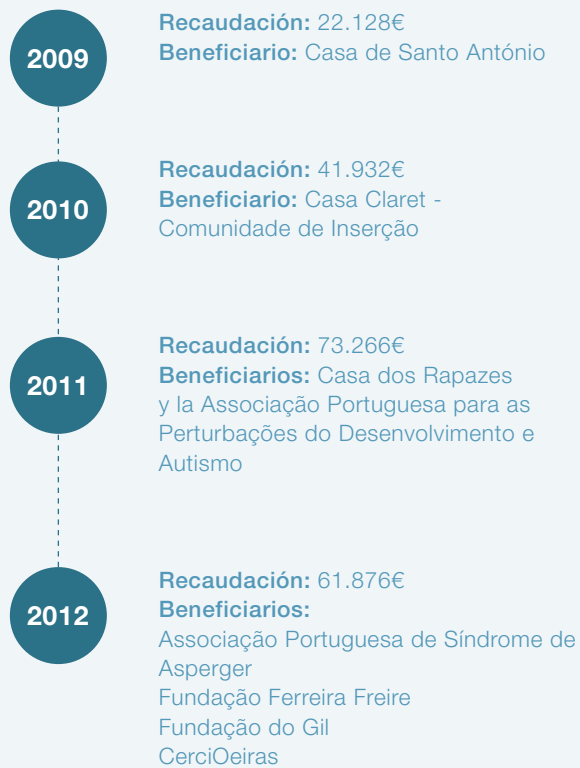 2009
Recaudación: 22.128€
Beneficiario: Casa de Santo António
2010
Recaudación: 41.932€
Beneficiario: Casa Claret -
Comunidade de Inserção
2011
Recaudación: 73.266€
Beneficiarios: Casa dos Rapazes
y la Associação Portuguesa para as
Perturbações do Desenvolvimento e
Autismo
2012
Recaudación: 61.876€
Beneficiarios:
Associação Portuguesa de Síndrome de
Asperger
Fundação Ferreira Freire
Fundação do Gil
CerciOeiras